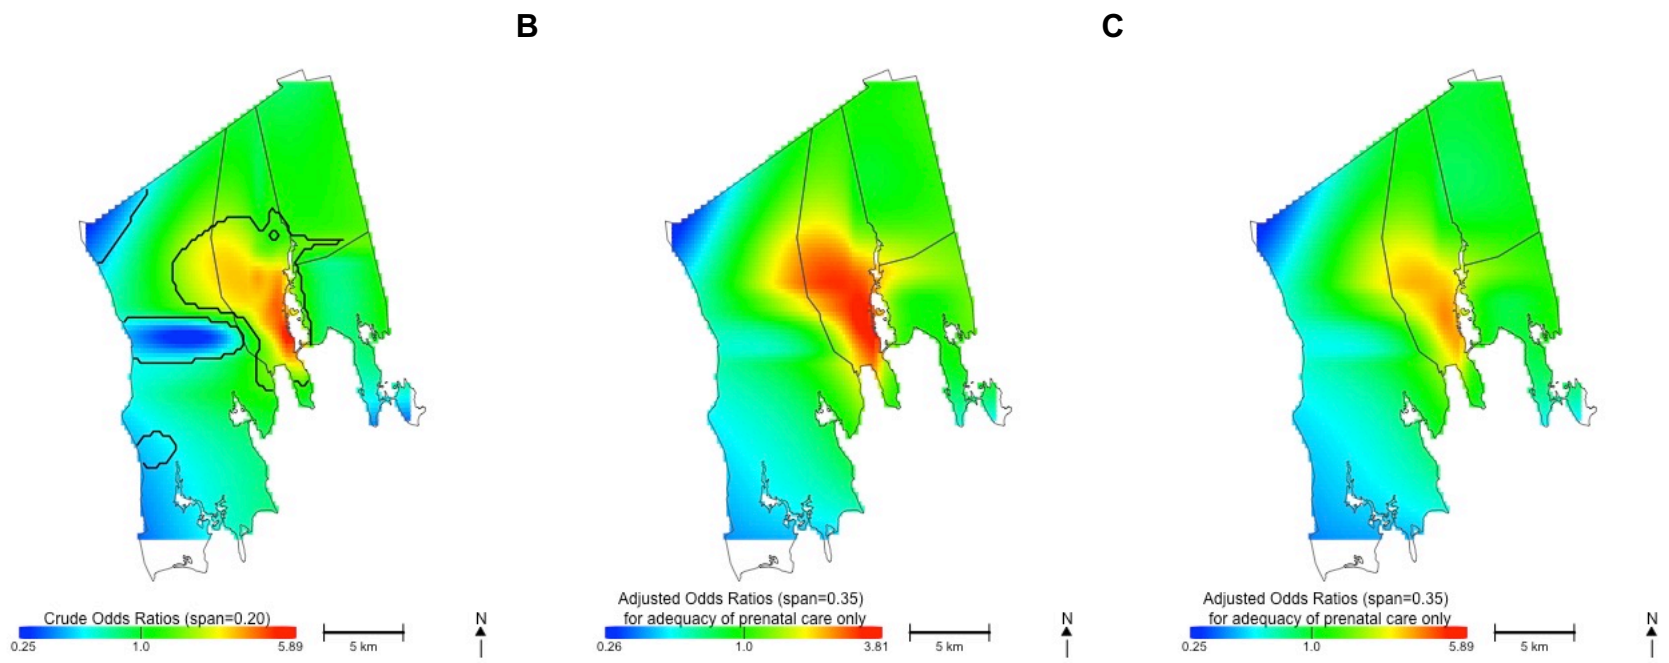 B
C
Crude Odds Ratios (span=0.20)
0.25 1.0 5.89
5 km
N
Adjusted Odds Ratios (span=0.35)
for adequacy of prenatal care only
0.26 1.0 3.81
5 km
N
Adjusted Odds Ratios (span=0.35)
for adequacy of prenatal care only
0.25 1.0 5.89
5 km
N